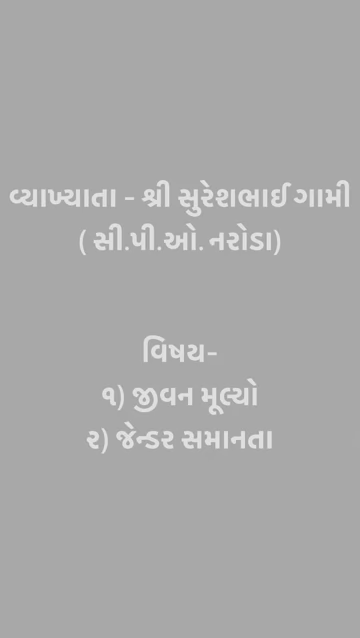 વ્યાખ્યાતા - શ્રી સુરેશભાઈ ગામી
( સી.પી.ઓ. નરોડા)
વિષય-
૧) જીવન મૂલ્યો
૨) જેન્ડર સમાનતા